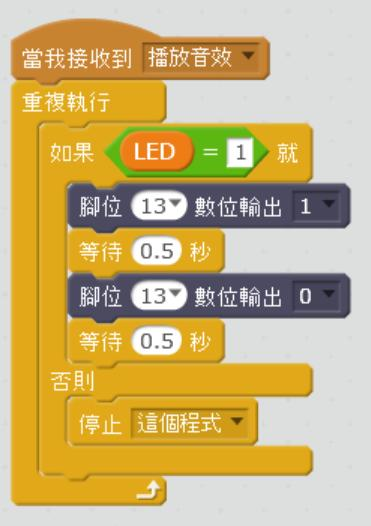 當我接收到 播放音效
重複執行
如果 LED = 1 就
腳位 13 數位輸出 1
等待 0.5 秒
腳位 13 數位輸出 0
等待 0.5 秒
否則
停止 這個程式